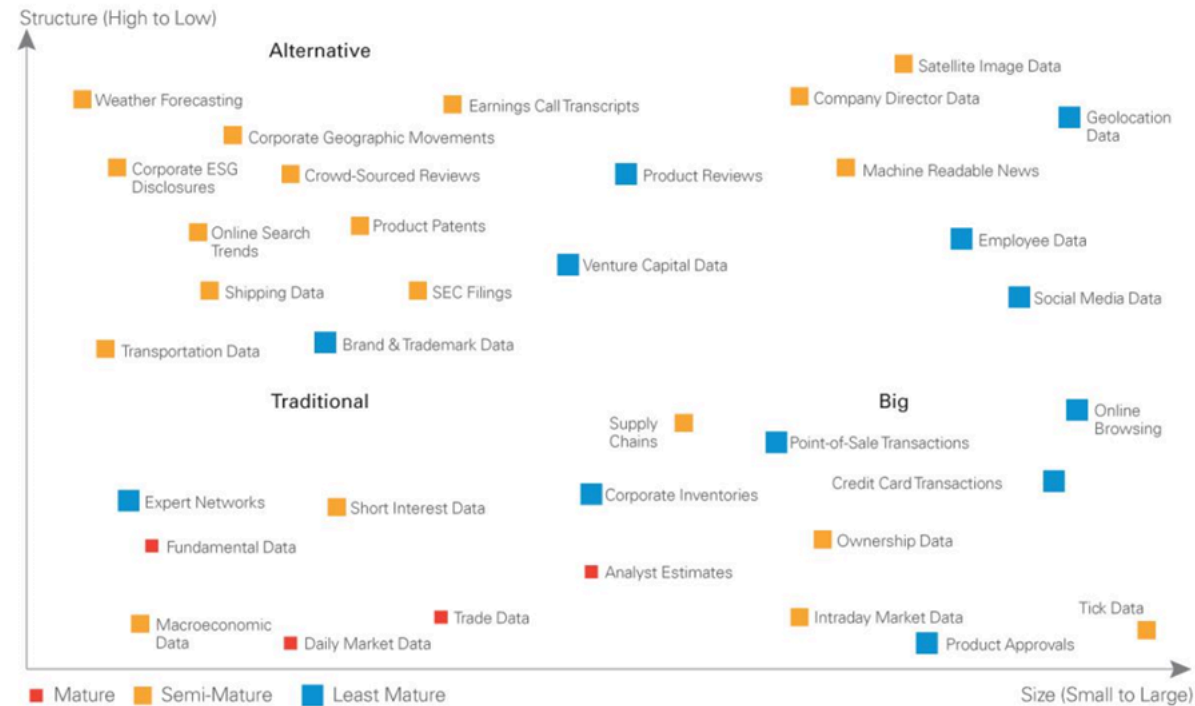 Structure (High to Low)
Alternative
Satellite Image Data
Weather Forecasting
Earnings Call Transcripts
Company Director Data
Geolocation
Data
Corporate Geographic Movements
Corporate ESG
Disclosures
Crowd-Sourced Reviews
Product Reviews
Machine Readable News
Online Search
Trends
Product Patents
Employee Data
Venture Capital Data
Shipping Data
SEC Filings
Social Media Data
Transportation Data
Brand & Trademark Data
Traditional
Big
Supply
Chains
Online
Browsing
Point-of-Sale Transactions
Credit Card Transactions
Expert Networks
Short Interest Data
Corporate Inventories
Fundamental Data
Ownership Data
Analyst Estimates
Macroeconomic
Data
Daily Market Data
Trade Data
Intraday Market Data
Tick Data
Product Approvals
Mature
Semi-Mature
Least Mature
Size (Small to Large)